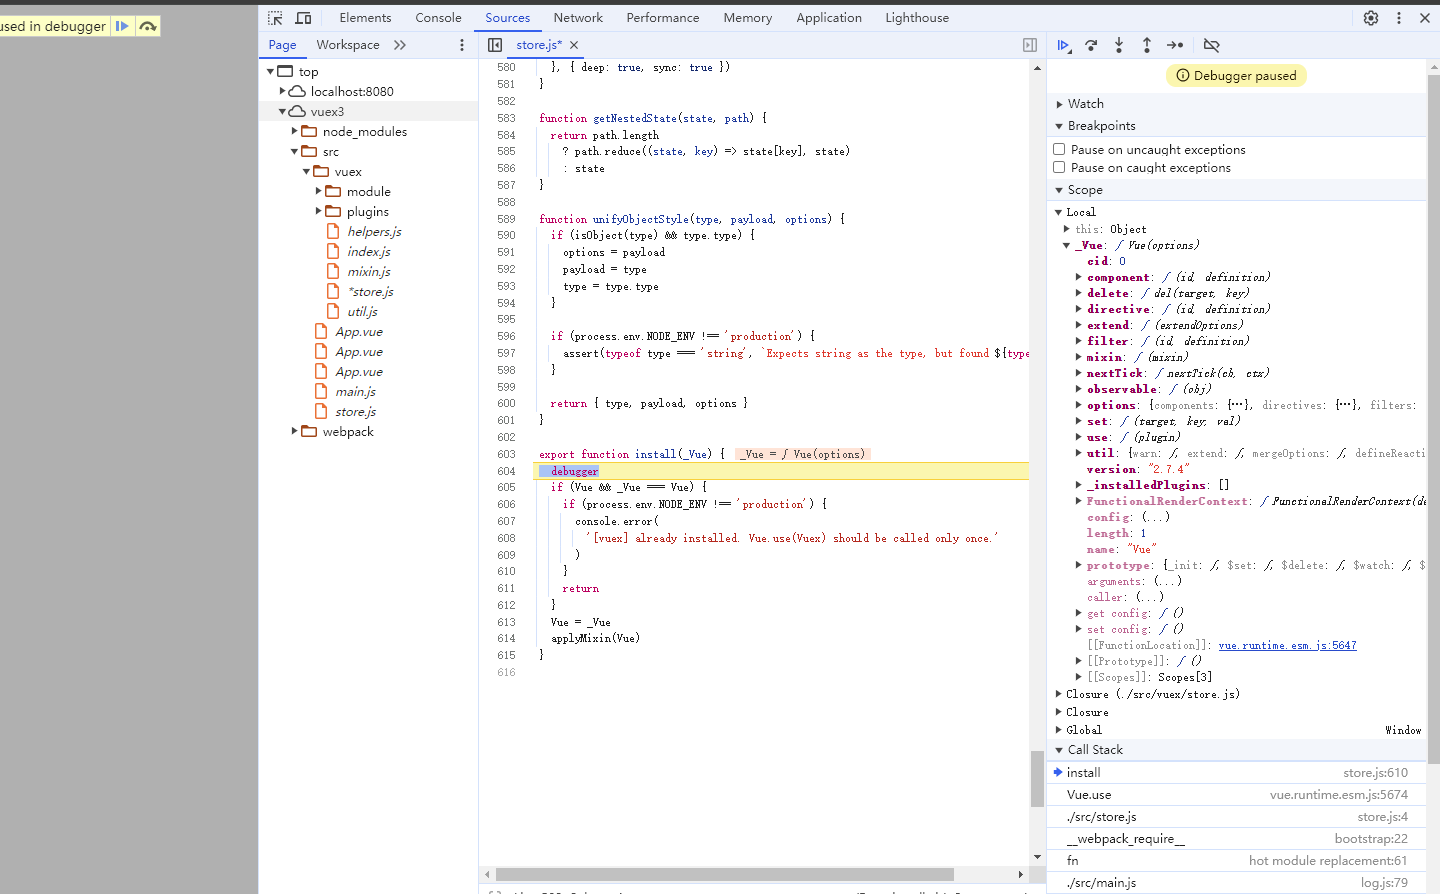 used in debugger
Elements Console Sources Network Performance Memory Application Lighthouse
Page Workspace
store.js*
top
localhost:8080
vuex3
node_modules
src
vuex
module
plugins
helpers.js
index.js
mixin.js
*store.js
util.js
App.vue
App.vue
App.vue
main.js
store.js
webpack
580 }, { deep: true, sync: true })
581 }
582
583 function getNestedState(state, path) {
584 return path.length
585 ? path.reduce((state, key) => state[key], state)
586 : state
587 }
588
589 function unifyObjectStyle(type, payload, options) {
590 if (isObject(type) && type.type) {
591 options = payload
592 payload = type
593 type = type.type
594 }
595
596 if (process.env.NODE_ENV !== 'production') {
597 assert(typeof type === 'string', `Expects string as the type, but found ${type
598 }
599
600 return { type, payload, options }
601 }
602
603 export function install(_Vue) { _Vue = ƒ Vue(options)
604 debugger
605 if (Vue && _Vue === Vue) {
606 if (process.env.NODE_ENV !== 'production') {
607 console.error(
608 '[vuex] already installed. Vue.use(Vuex) should be called only once.'
609 )
610 }
611 return
612 }
613 Vue = _Vue
614 applyMixin(Vue)
615 }
616
Debugger paused
Watch
Breakpoints
Pause on uncaught exceptions
Pause on caught exceptions
Scope
Local
this: Object
_Vue: ƒ Vue(options)
cid: 0
component: ƒ (id, definition)
delete: ƒ del(target, key)
directive: ƒ (id, definition)
extend: ƒ (extendOptions)
filter: ƒ (id, definition)
mixin: ƒ (mixin)
nextTick: ƒ nextTick(cb, ctx)
observable: ƒ (obj)
options: {components: {…}, directives: {…}, filters:
set: ƒ (target, key, val)
use: ƒ (plugin)
util: {warn: ƒ, extend: ƒ, mergeOptions: ƒ, defineReacti
version: "2.7.4"
_installedPlugins: []
FunctionalRenderContext: ƒ FunctionalRenderContext(de
config: (...)
length: 1
name: "Vue"
prototype: {_init: ƒ, $set: ƒ, $delete: ƒ, $watch: ƒ, $
arguments: (...)
caller: (...)
get config: ƒ ()
set config: ƒ ()
[[FunctionLocation]]: vue.runtime.esm.js:5647
[[Prototype]]: ƒ ()
[[Scopes]]: Scopes[3]
Closure (./src/vuex/store.js)
Closure
Global Window
Call Stack
install store.js:610
Vue.use vue.runtime.esm.js:5674
./src/store.js store.js:4
__webpack_require__ bootstrap:22
fn hot module replacement:61
./src/main.js log.js:79